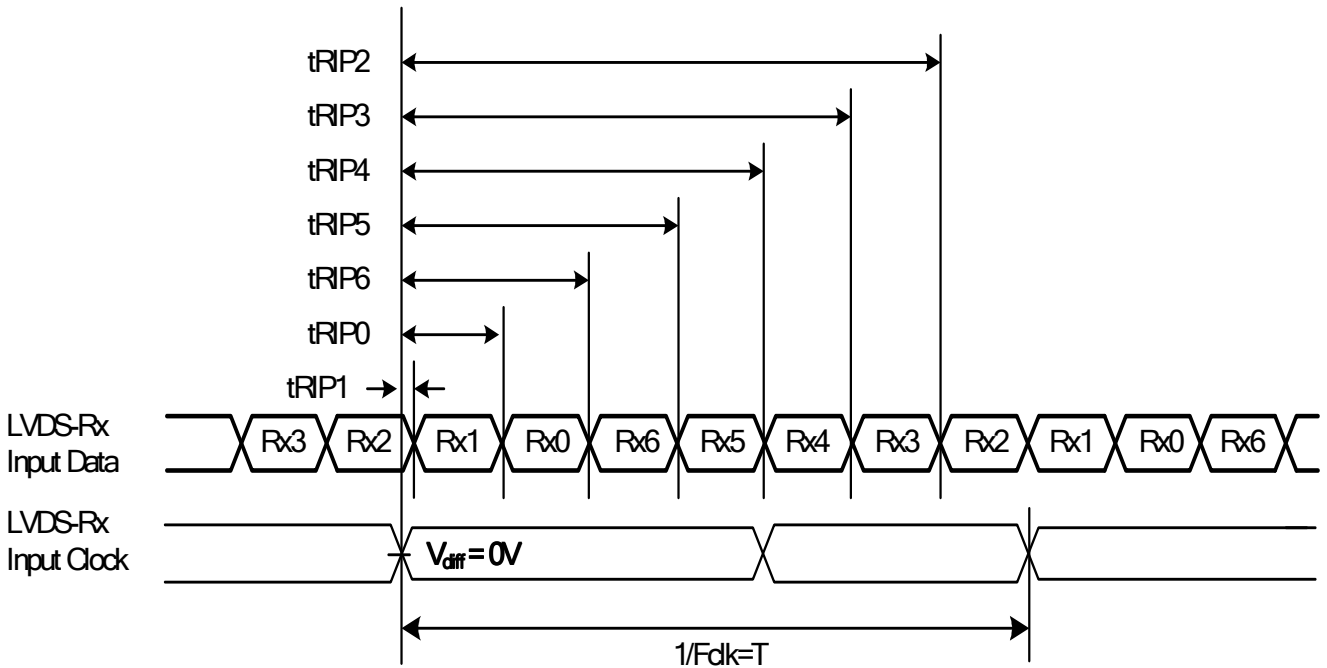 tRIP2
tRIP3
tRIP4
tRIP5
tRIP6
tRIP0
tRIP1
LVDS-Rx
Input Data
Rx3 Rx2 Rx1 Rx0 Rx6 Rx5 Rx4 Rx3 Rx2 Rx1 Rx0 Rx6
LVDS-Rx
Input Clock
Vdiff = 0V
1/Fclk=T